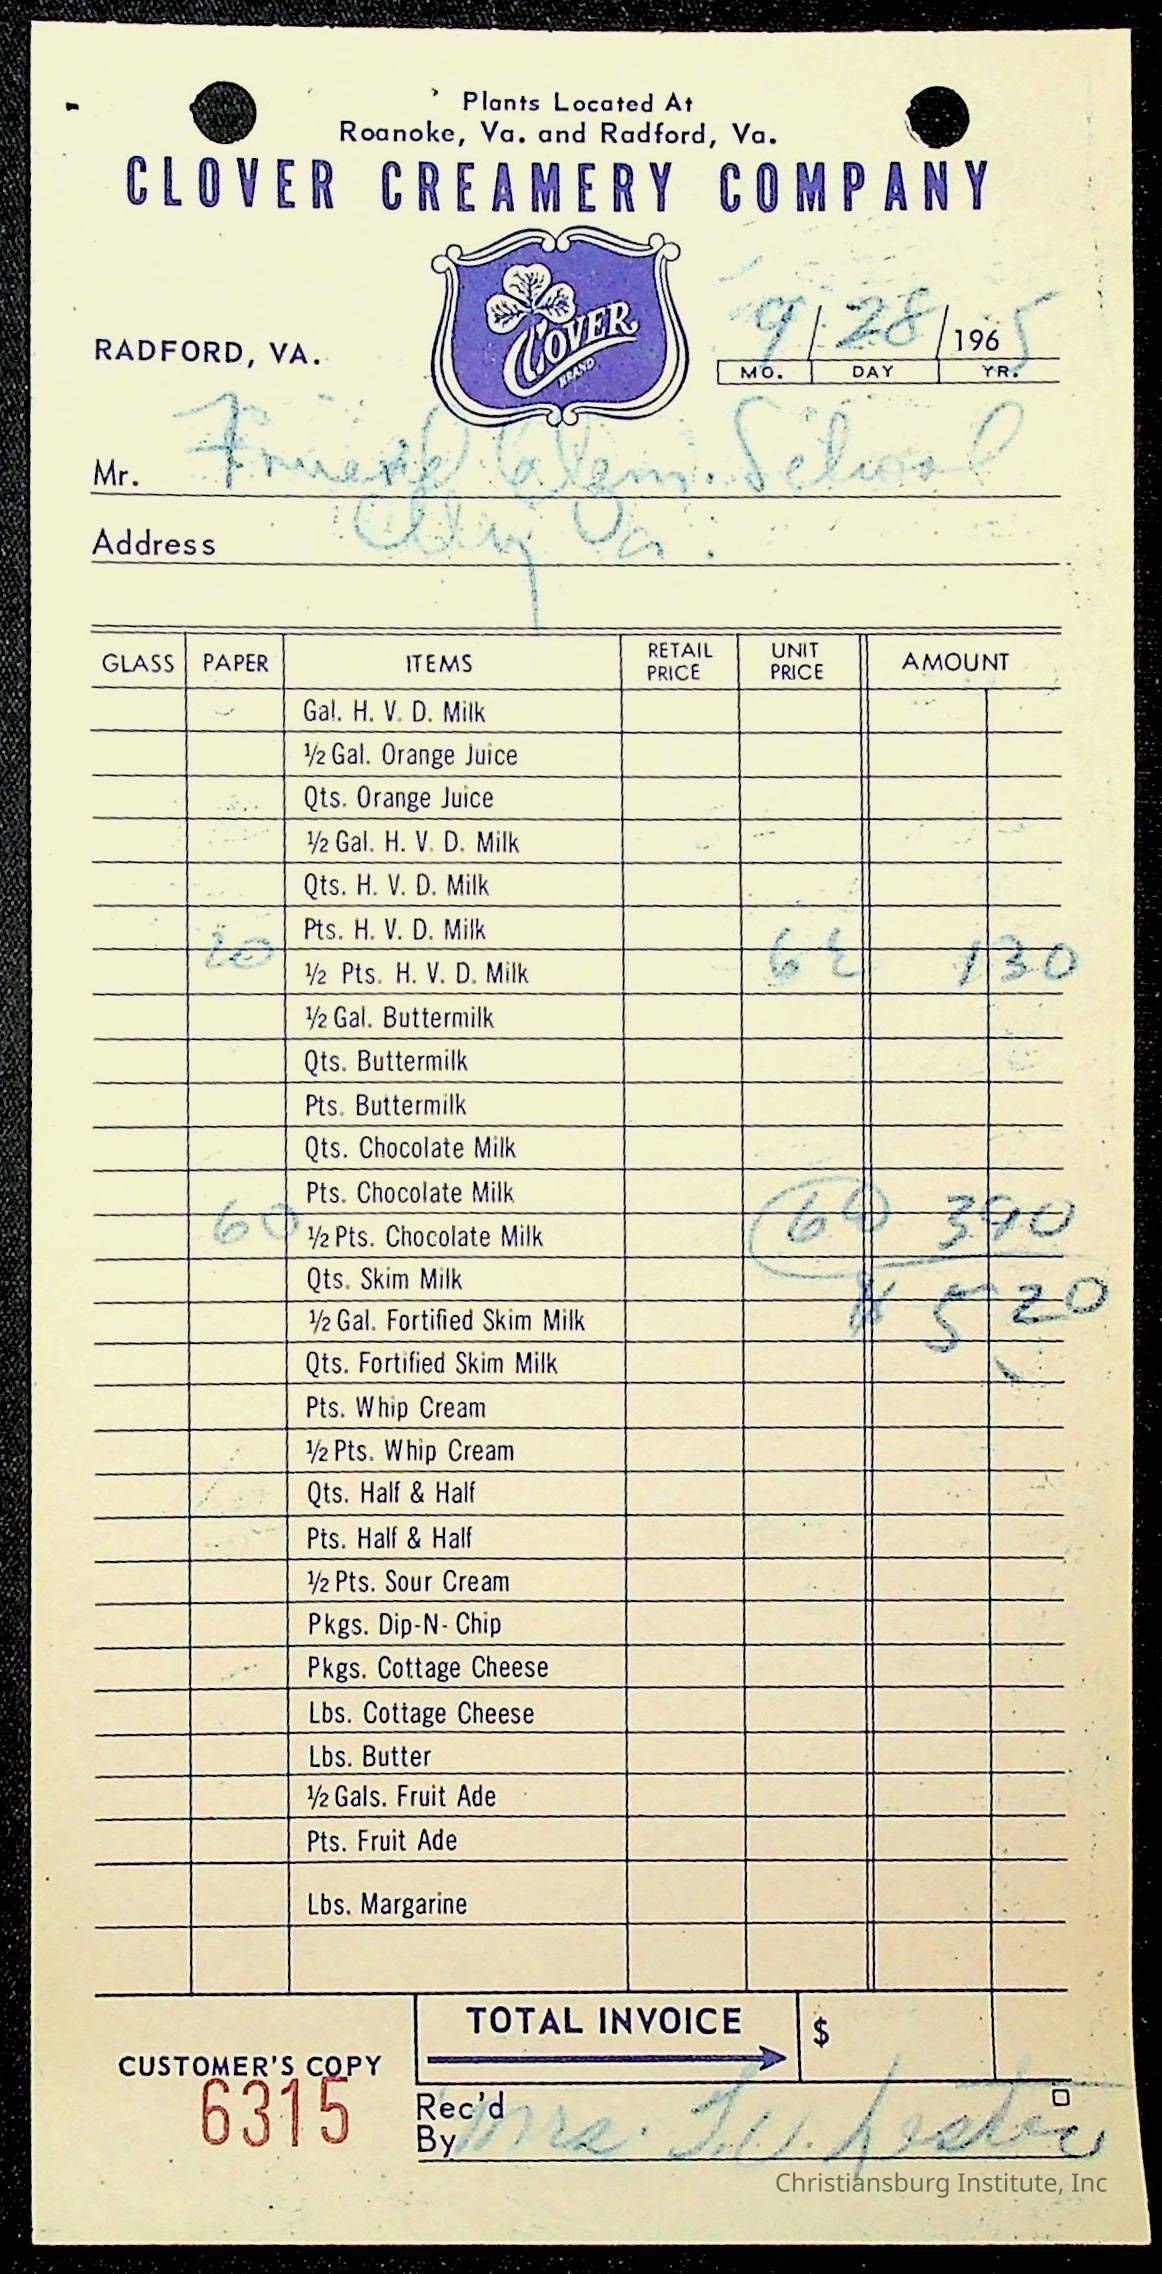 Plants Located At
Roanoke, Va. and Radford, Va.
CLOVER CREAMERY COMPANY
CLOVER
BRAND
RADFORD, VA.
9/28/1965
MO. DAY YR.
Mr. Friend Elem. School
Address Va.
GLASS PAPER ITEMS RETAIL PRICE UNIT PRICE AMOUNT
Gal. H. V. D. Milk
½ Gal. Orange Juice
Qts. Orange Juice
½ Gal. H. V. D. Milk
Qts. H. V. D. Milk
Pts. H. V. D. Milk
20 ½ Pts. H. V. D. Milk 130
½ Gal. Buttermilk
Qts. Buttermilk
Pts. Buttermilk
Qts. Chocolate Milk
Pts. Chocolate Milk
60 ½ Pts. Chocolate Milk 390
Qts. Skim Milk
½ Gal. Fortified Skim Milk $ 5 20
Qts. Fortified Skim Milk
Pts. Whip Cream
½ Pts. Whip Cream
Qts. Half & Half
Pts. Half & Half
½ Pts. Sour Cream
Pkgs. Dip-N-Chip
Pkgs. Cottage Cheese
Lbs. Cottage Cheese
Lbs. Butter
½ Gals. Fruit Ade
Pts. Fruit Ade
Lbs. Margarine
TOTAL INVOICE $
CUSTOMER'S COPY
6315
Rec'd By Mrs.
Christiansburg Institute, Inc